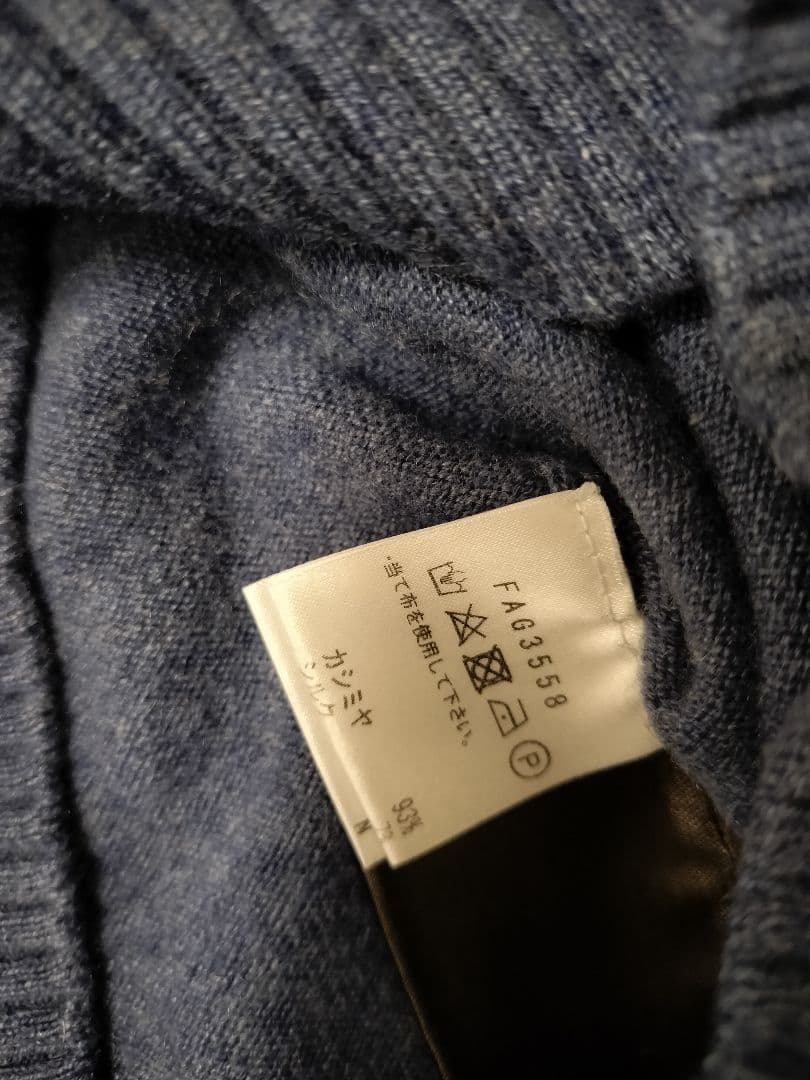 FAG3558
P
・当て布を使用して下さい。
カシミヤ 93%
シルク
N